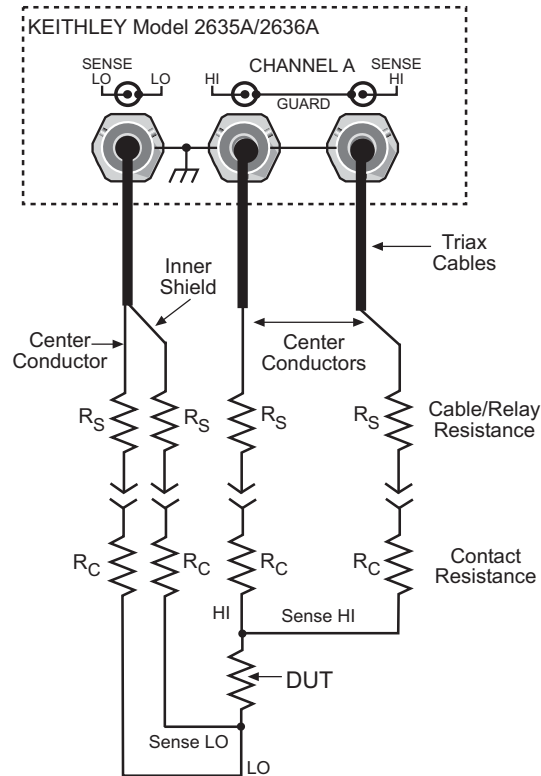 KEITHLEY Model 2635A/2636A
SENSE
LO
LO
HI
CHANNEL A
SENSE
HI
GUARD
Triax
Cables
Inner
Shield
Center
Conductor
Center
Conductors
RS
RS
RS
RS
Cable/Relay
Resistance
RC
RC
RC
RC
Contact
Resistance
HI
Sense HI
DUT
Sense LO
LO